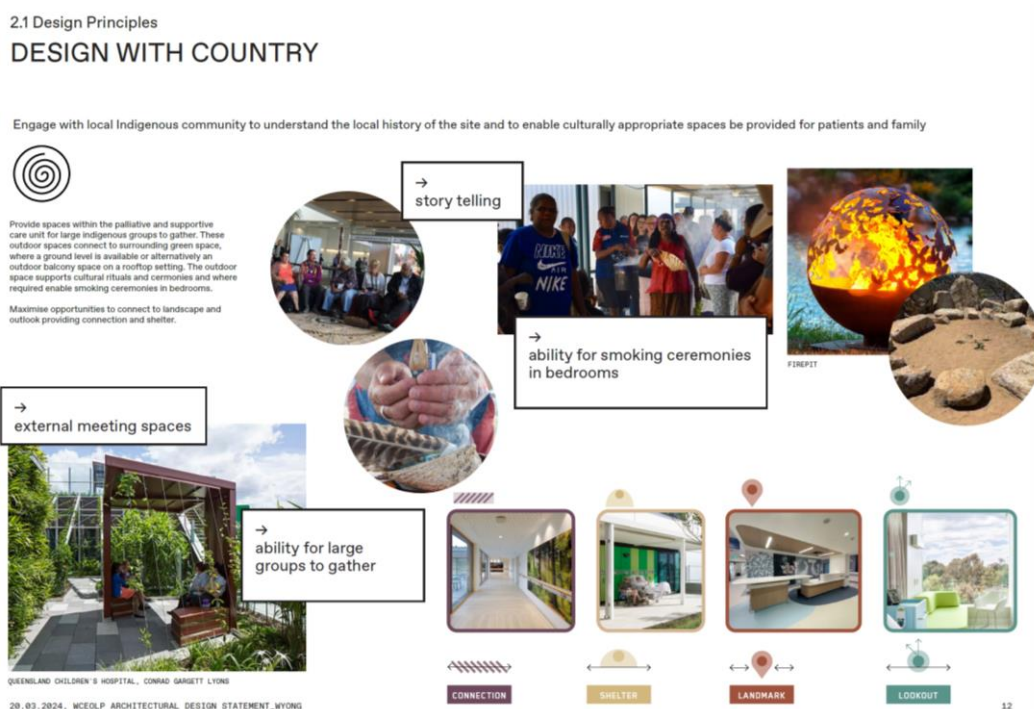 2.1 Design Principles
DESIGN WITH COUNTRY
Engage with local Indigenous community to understand the local history of the site and to enable culturally appropriate spaces be provided for patients and family
Provide spaces within the palliative and supportive
care unit for large indigenous groups to gather. These
outdoor spaces connect to surrounding green space,
where a ground level is available or alternatively an
outdoor balcony space on a rooftop setting. The outdoor
space supports cultural rituals and cermonies and where
required enable smoking ceremonies in bedrooms.
Maximise opportunities to connect to landscape and
outlook providing connection and shelter.
→
story telling
NIKE
AIR
NIKE
→
ability for smoking ceremonies
in bedrooms
FIREPIT
→
external meeting spaces
→
ability for large
groups to gather
QUEENSLAND CHILDREN'S HOSPITAL, CONRAD GARGETT LYONS
CONNECTION
SHELTER
LANDMARK
LOOKOUT
20.03.2024. WCEOLP ARCHITECTURAL DESIGN STATEMENT_WYONG
12